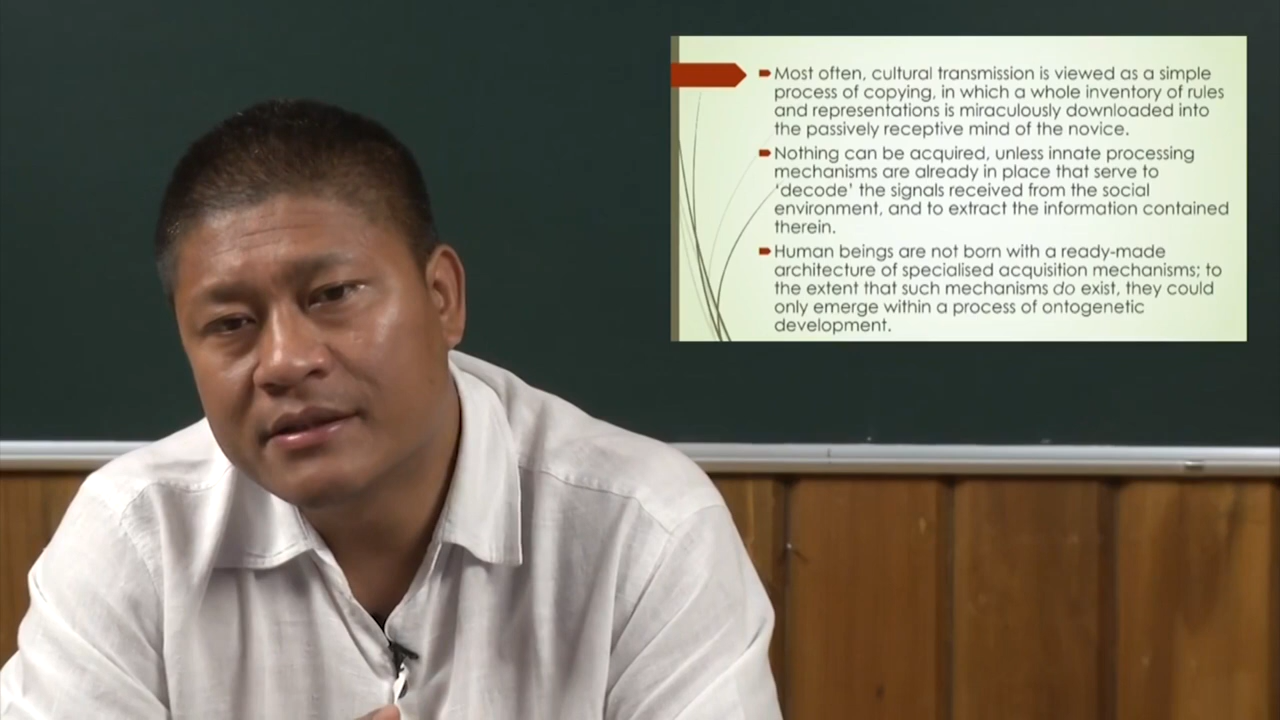 Most often, cultural transmission is viewed as a simple
process of copying, in which a whole inventory of rules
and representations is miraculously downloaded into
the passively receptive mind of the novice.
Nothing can be acquired, unless innate processing
mechanisms are already in place that serve to
'decode' the signals received from the social
environment, and to extract the information contained
therein.
Human beings are not born with a ready-made
architecture of specialised acquisition mechanisms; to
the extent that such mechanisms do exist, they could
only emerge within a process of ontogenetic
development.